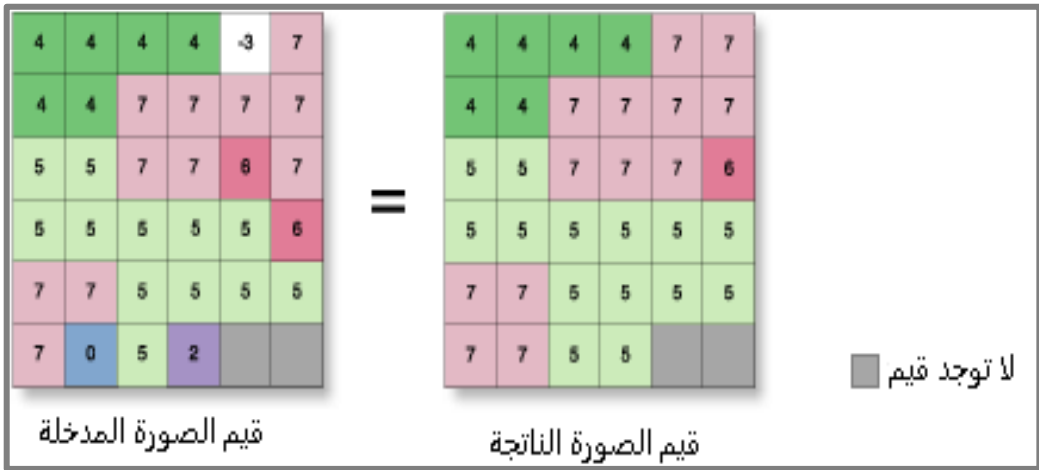 4 4 4 4 -3 7
4 4 7 7 7 7
5 5 7 7 6 7
5 5 5 5 5 6
7 7 5 5 5 5
7 0 5 2
قيم الصورة المدخلة
=
4 4 4 4 7 7
4 4 7 7 7 7
5 5 7 7 7 6
5 5 5 5 5 5
7 7 5 5 5 5
7 7 5 5
قيم الصورة الناتجة
لا توجد قيم